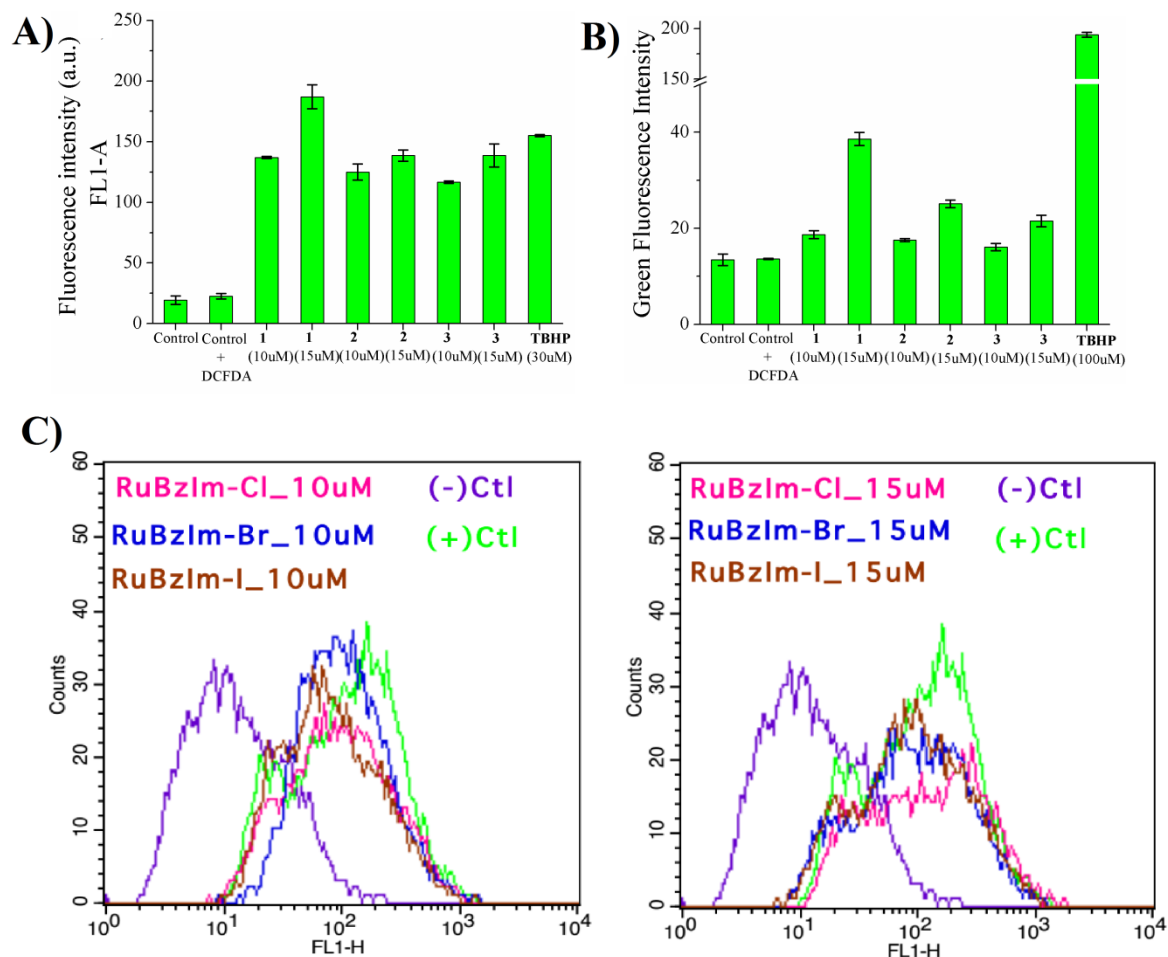 A)
Fluorescence intensity (a.u.)
FL1-A
250
200
150
100
50
0
Control
Control
+
DCFDA
1
(10uM)
1
(15uM)
2
(10uM)
2
(15uM)
3
(10uM)
3
(15uM)
TBHP
(30uM)
B)
Green Fluorescence Intensity
200
150
40
20
0
Control
Control
+
DCFDA
1
(10uM)
1
(15uM)
2
(10uM)
2
(15uM)
3
(10uM)
3
(15uM)
TBHP
(100uM)
C)
RuBzIm-Cl_10uM (-)Ctl
RuBzIm-Br_10uM (+)Ctl
RuBzIm-I_10uM
Counts
60
50
40
30
20
10
0
10⁰ 10¹ 10² 10³ 10⁴
FL1-H
RuBzIm-Cl_15uM (-)Ctl
RuBzIm-Br_15uM (+)Ctl
RuBzIm-I_15uM
Counts
60
50
40
30
20
10
0
10⁰ 10¹ 10² 10³ 10⁴
FL1-H